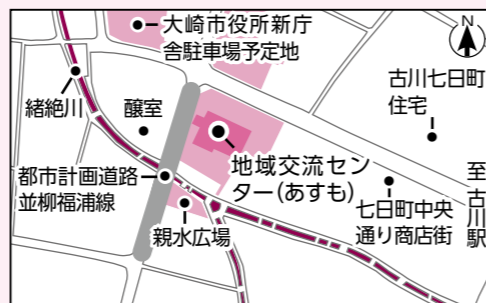 大崎市役所新庁
舎駐車場予定地
N
古川七日町
住宅
緒絶川
醸室
地域交流セン
ター(あすも)
都市計画道路
並柳福浦線
親水広場
七日町中央
通り商店街
至古川駅